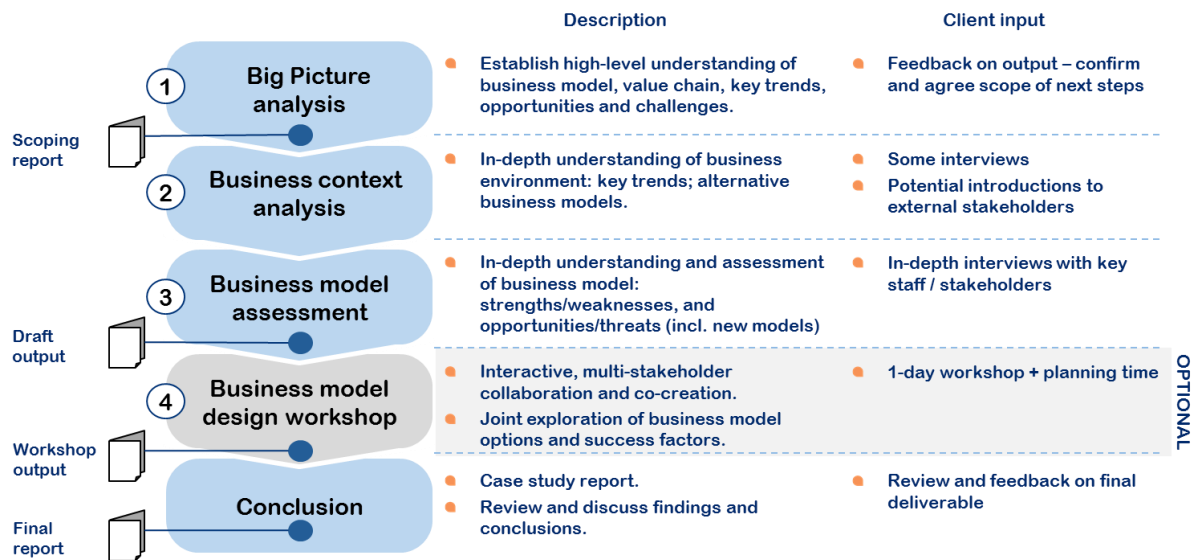 Description
Client input
1
Big Picture
analysis
Establish high-level understanding of
business model, value chain, key trends,
opportunities and challenges.
Feedback on output – confirm
and agree scope of next steps
Scoping
report
2
Business context
analysis
In-depth understanding of business
environment: key trends; alternative
business models.
Some interviews
Potential introductions to
external stakeholders
3
Business model
assessment
In-depth understanding and assessment
of business model:
strengths/weaknesses, and
opportunities/threats (incl. new models)
In-depth interviews with key
staff / stakeholders
Draft
output
4
Business model
design workshop
Interactive, multi-stakeholder
collaboration and co-creation.
Joint exploration of business model
options and success factors.
1-day workshop + planning time
OPTIONAL
Workshop
output
Conclusion
Case study report.
Review and discuss findings and
conclusions.
Review and feedback on final
deliverable
Final
report